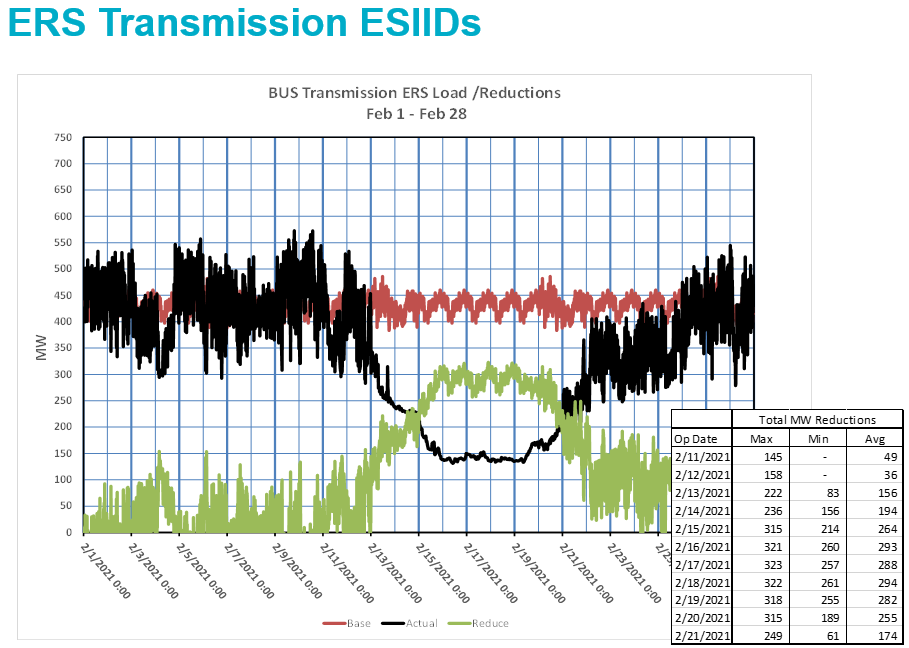 ERS Transmission ESIIDs
BUS Transmission ERS Load /Reductions
Feb 1 - Feb 28
750
700
650
600
550
500
450
400
350
300
250
200
150
100
50
0
MW
2/1/2021 0:00
2/3/2021 0:00
2/5/2021 0:00
2/7/2021 0:00
2/9/2021 0:00
2/11/2021 0:00
2/13/2021 0:00
2/15/2021 0:00
2/17/2021 0:00
2/19/2021 0:00
2/21/2021 0:00
2/23/2021 0:00
Base Actual Reduce
Total MW Reductions
Op Date Max Min Avg
2/11/2021 145 - 49
2/12/2021 158 - 36
2/13/2021 222 83 156
2/14/2021 236 156 194
2/15/2021 315 214 264
2/16/2021 321 260 293
2/17/2021 323 257 288
2/18/2021 322 261 294
2/19/2021 318 255 282
2/20/2021 315 189 255
2/21/2021 249 61 174